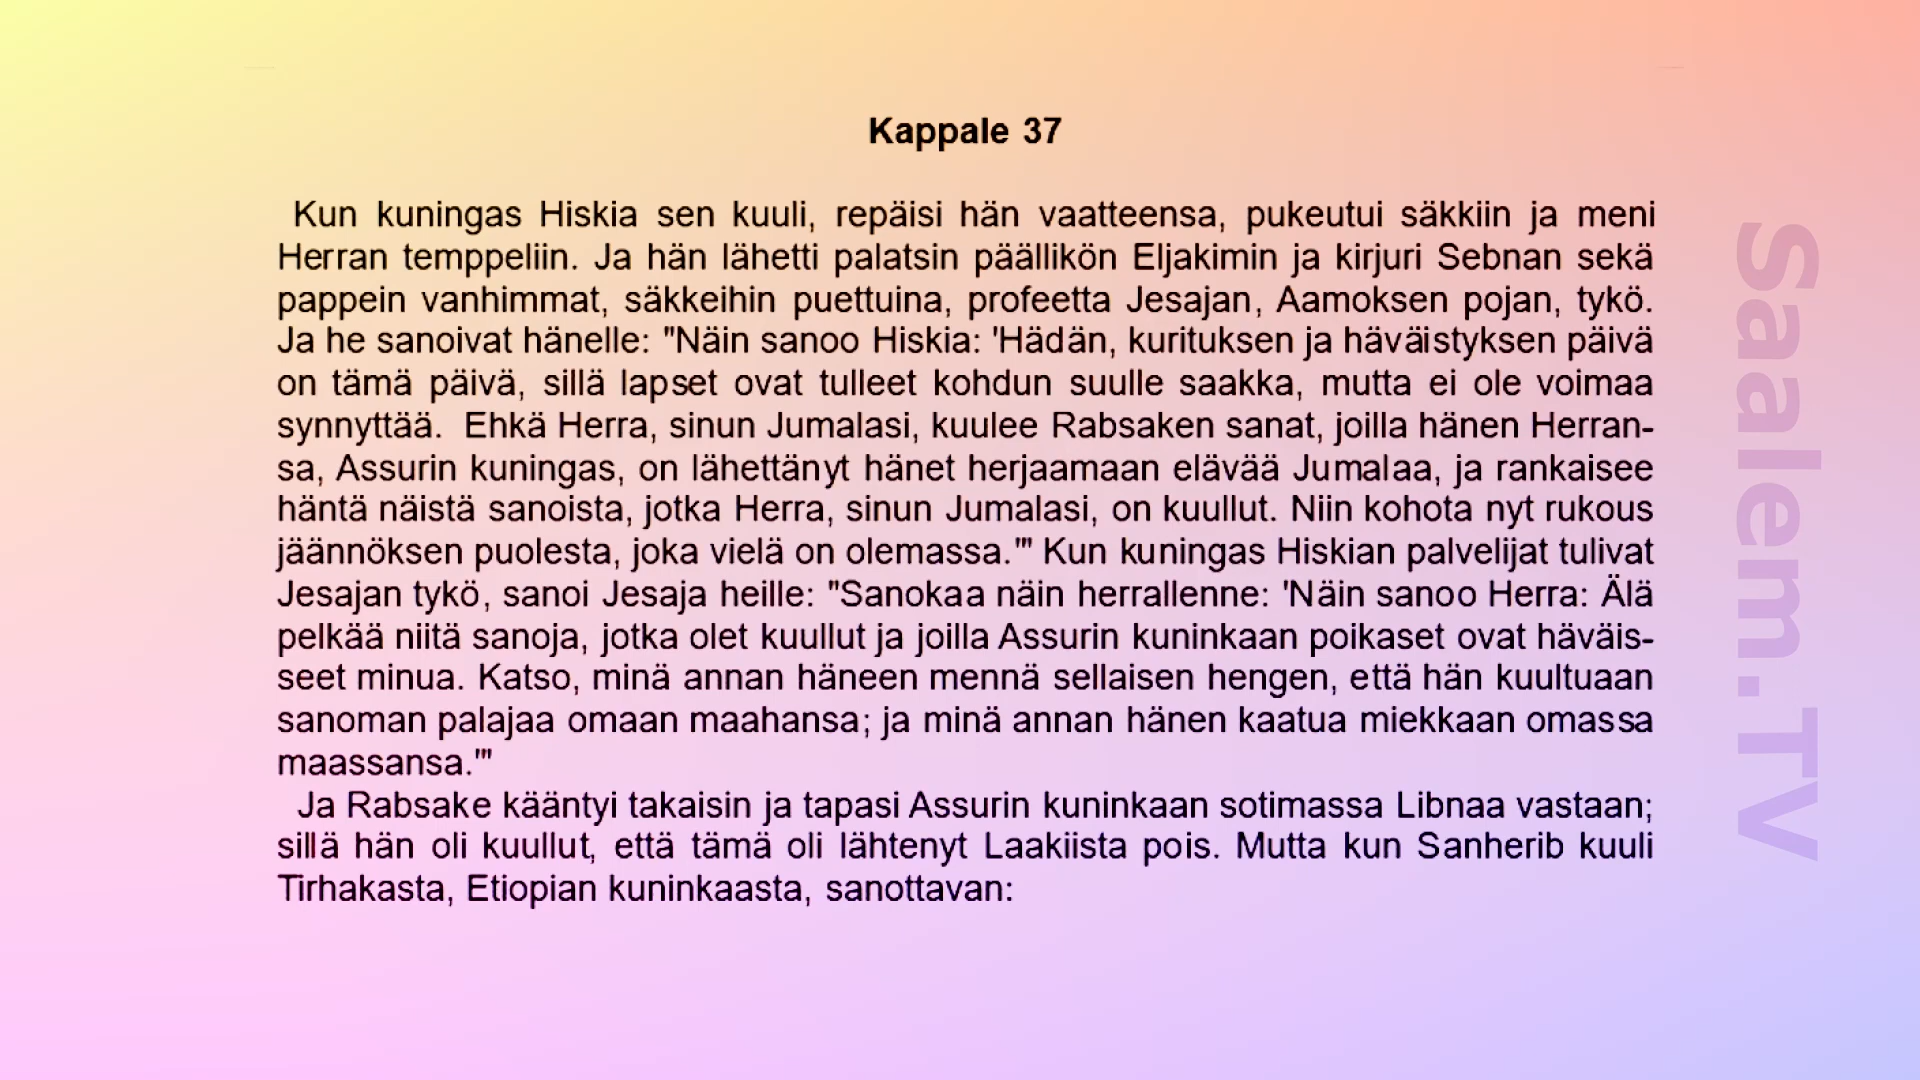 Kappale 37
Kun kuningas Hiskia sen kuuli, repäisi hän vaatteensa, pukeutui säkkiin ja meni
Herran temppeliin. Ja hän lähetti palatsin päällikön Eljakimin ja kirjuri Sebnan sekä
pappein vanhimmat, säkkeihin puettuina, profeetta Jesajan, Aamoksen pojan, tykö.
Ja he sanoivat hänelle: "Näin sanoo Hiskia: 'Hädän, kurituksen ja häväistyksen päivä
on tämä päivä, sillä lapset ovat tulleet kohdun suulle saakka, mutta ei ole voimaa
synnyttää. Ehkä Herra, sinun Jumalasi, kuulee Rabsaken sanat, joilla hänen Herran-
sa, Assurin kuningas, on lähettänyt hänet herjaamaan elävää Jumalaa, ja rankaisee
häntä näistä sanoista, jotka Herra, sinun Jumalasi, on kuullut. Niin kohota nyt rukous
jäännöksen puolesta, joka vielä on olemassa.'" Kun kuningas Hiskian palvelijat tulivat
Jesajan tykö, sanoi Jesaja heille: "Sanokaa näin herrallenne: 'Näin sanoo Herra: Älä
pelkää niitä sanoja, jotka olet kuullut ja joilla Assurin kuninkaan poikaset ovat häväis-
seet minua. Katso, minä annan häneen mennä sellaisen hengen, että hän kuultuaan
sanoman palajaa omaan maahansa; ja minä annan hänen kaatua miekkaan omassa
maassansa.'"
Ja Rabsake kääntyi takaisin ja tapasi Assurin kuninkaan sotimassa Libnaa vastaan;
sillä hän oli kuullut, että tämä oli lähtenyt Laakiista pois. Mutta kun Sanherib kuuli
Tirhakasta, Etiopian kuninkaasta, sanottavan:
Saalem.TV